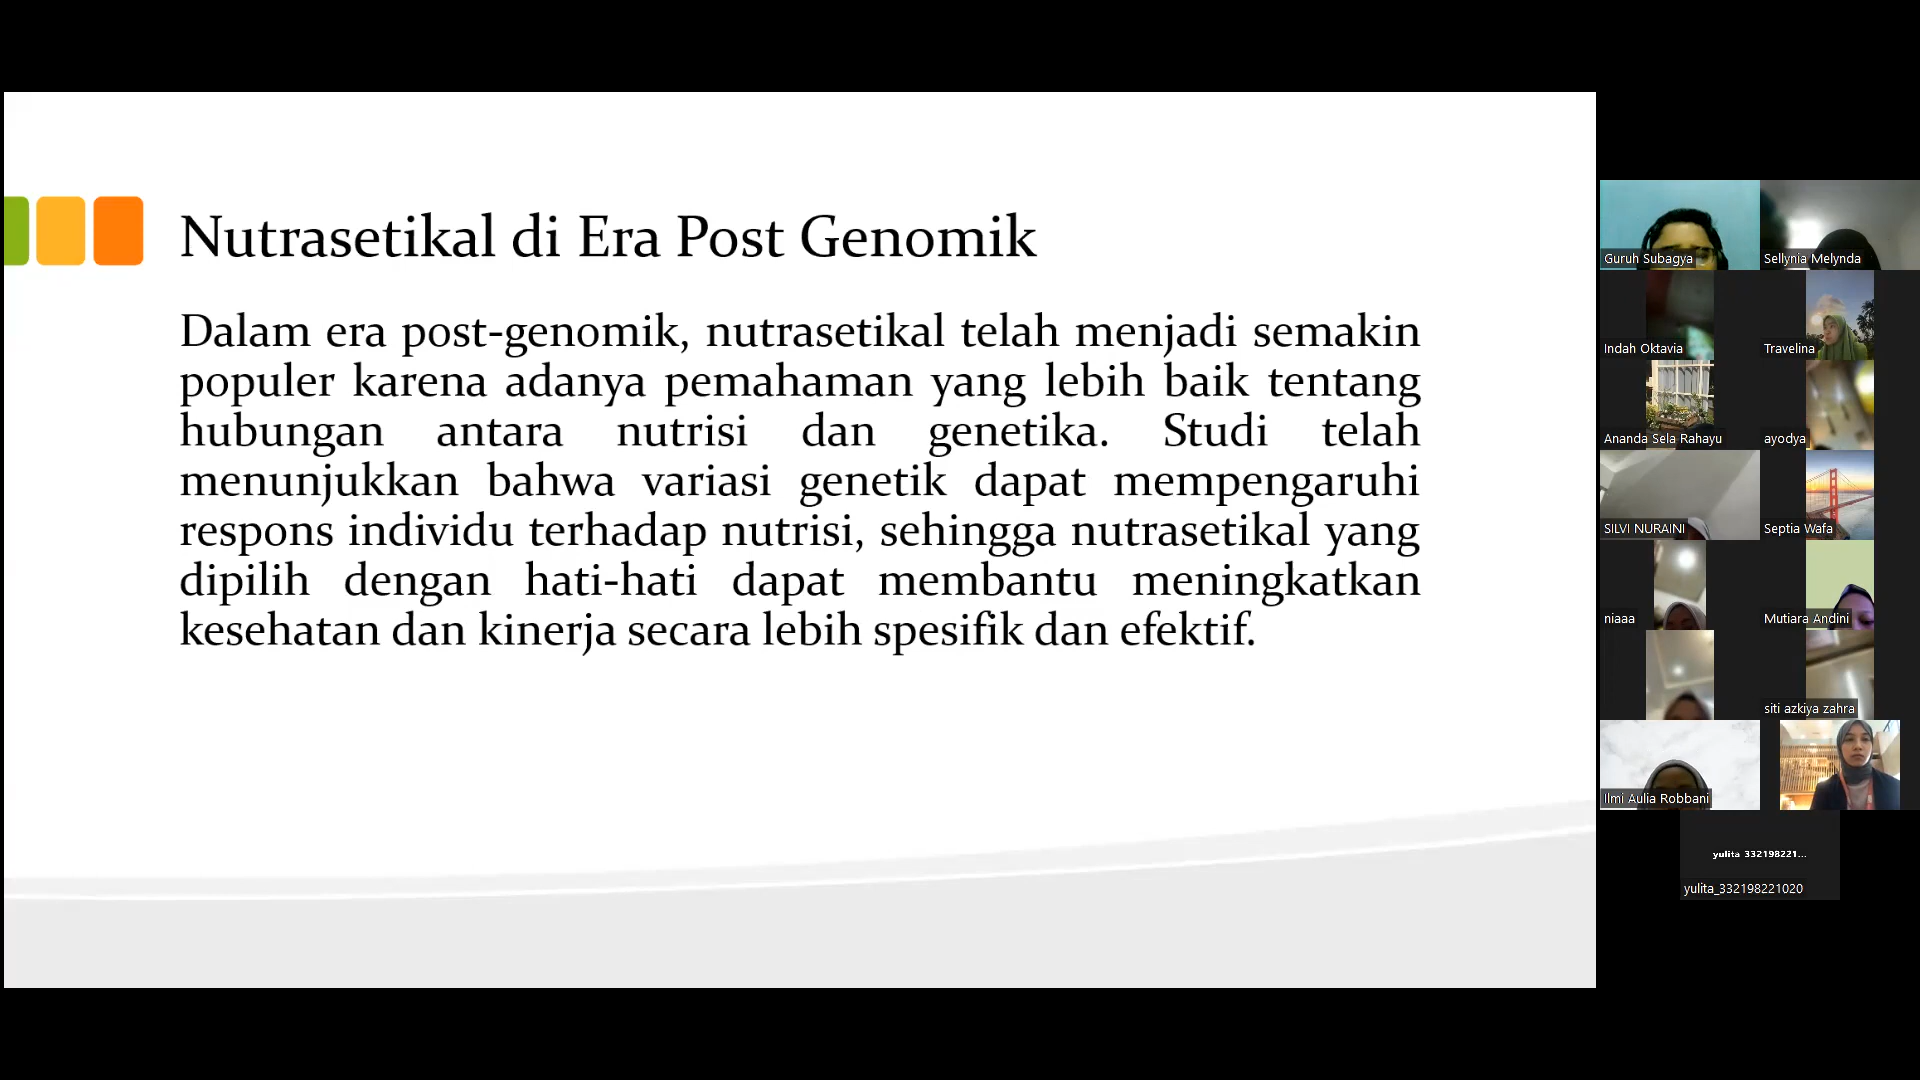 Nutrasetikal di Era Post Genomik
Dalam era post-genomik, nutrasetikal telah menjadi semakin
populer karena adanya pemahaman yang lebih baik tentang
hubungan antara nutrisi dan genetika. Studi telah
menunjukkan bahwa variasi genetik dapat mempengaruhi
respons individu terhadap nutrisi, sehingga nutrasetikal yang
dipilih dengan hati-hati dapat membantu meningkatkan
kesehatan dan kinerja secara lebih spesifik dan efektif.
Guruh Subagya
Sellynia Melynda
Indah Oktavia
Travelina
Ananda Sela Rahayu
ayodya
SILVI NURAINI
Septia Wafa
niaaa
Mutiara Andini
siti azkiya zahra
Ilmi Aulia Robbani
yulita 332198221...
yulita_332198221020